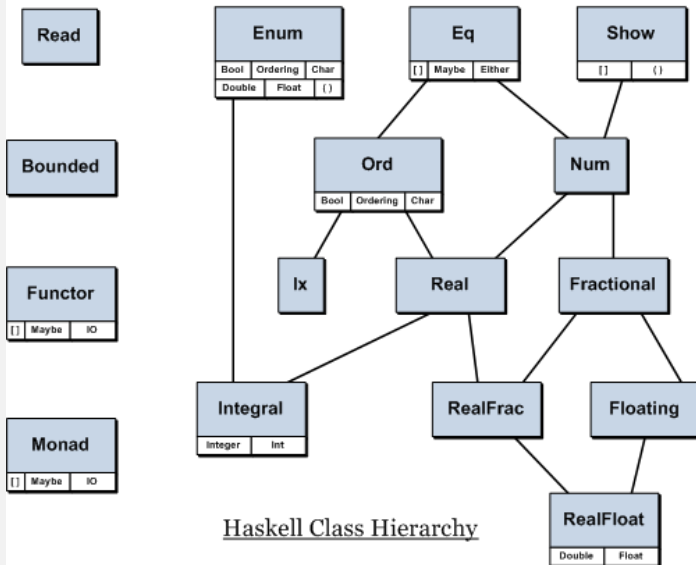 Read
Enum
Bool Ordering Char
Double Float ( )
Eq
[ ] Maybe Either
Show
[ ] ( )
Bounded
Ord
Bool Ordering Char
Num
Functor
[ ] Maybe IO
Ix
Real
Fractional
Integral
Integer Int
RealFrac
Floating
Monad
[ ] Maybe IO
RealFloat
Double Float
Haskell Class Hierarchy